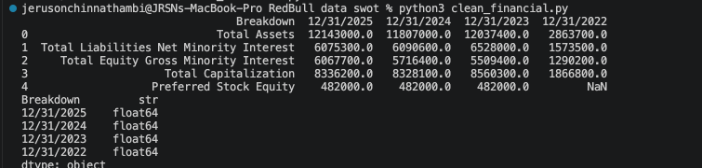 jerusonchinnathambi@JRSNs-MacBook-Pro RedBull data swot % python3 clean_financial.py
Breakdown 12/31/2025 12/31/2024 12/31/2023 12/31/2022
0 Total Assets 12143000.0 11807000.0 12037400.0 2863700.0
1 Total Liabilities Net Minority Interest 6075300.0 6090600.0 6528000.0 1573500.0
2 Total Equity Gross Minority Interest 6067700.0 5716400.0 5509400.0 1290200.0
3 Total Capitalization 8336200.0 8328100.0 8560300.0 1866800.0
4 Preferred Stock Equity 482000.0 482000.0 482000.0 NaN
Breakdown str
12/31/2025 float64
12/31/2024 float64
12/31/2023 float64
12/31/2022 float64
dtype: object